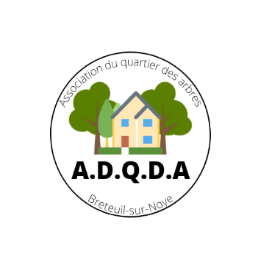 Association du quartier des arbres
A.D.Q.D.A
Breteuil-sur-Noye